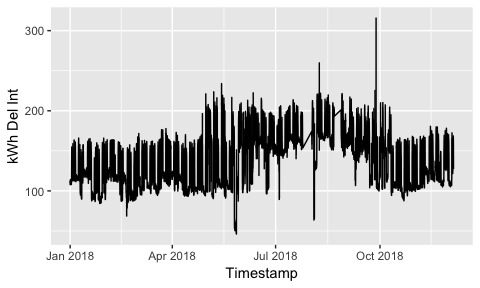 300
200
100
kWh Del Int
Jan 2018
Apr 2018
Jul 2018
Oct 2018
Timestamp